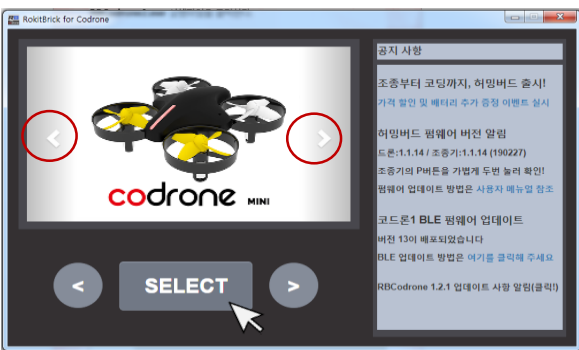 RokitBrick for Codrone
codrone MINI
< SELECT >
공지 사항
조종부터 코딩까지, 허밍버드 출시!
가격 할인 및 배터리 추가 증정 이벤트 실시
허밍버드 펌웨어 버전 알림
드론:1.1.14 / 조종기:1.1.14 (190227)
조종기의 P버튼을 가볍게 두번 눌러 확인!
펌웨어 업데이트 방법은 사용자 메뉴얼 참조
코드론1 BLE 펌웨어 업데이트
버전 13이 배포되었습니다
BLE 업데이트 방법은 여기를 클릭해 주세요
RBCodrone 1.2.1 업데이트 사항 알림(클릭!)